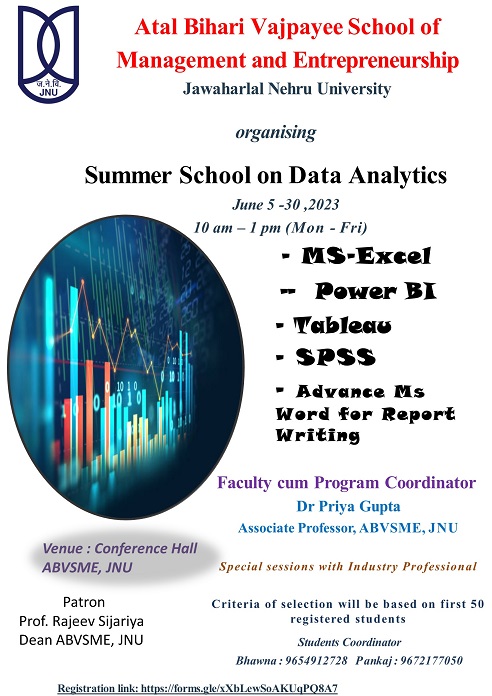 ज.ने.वि.
JNU
Atal Bihari Vajpayee School of
Management and Entrepreneurship
Jawaharlal Nehru University
organising
Summer School on Data Analytics
June 5 -30 ,2023
10 am – 1 pm (Mon - Fri)
- MS-Excel
-- Power BI
- Tableau
- SPSS
- Advance Ms
Word for Report
Writing
Faculty cum Program Coordinator
Dr Priya Gupta
Associate Professor, ABVSME, JNU
Venue : Conference Hall
ABVSME, JNU
Special sessions with Industry Professional
Patron
Prof. Rajeev Sijariya
Dean ABVSME, JNU
Criteria of selection will be based on first 50
registered students
Students Coordinator
Bhawna : 9654912728 Pankaj : 9672177050
Registration link: https://forms.gle/xXbLewSoAKUqPQ8A7